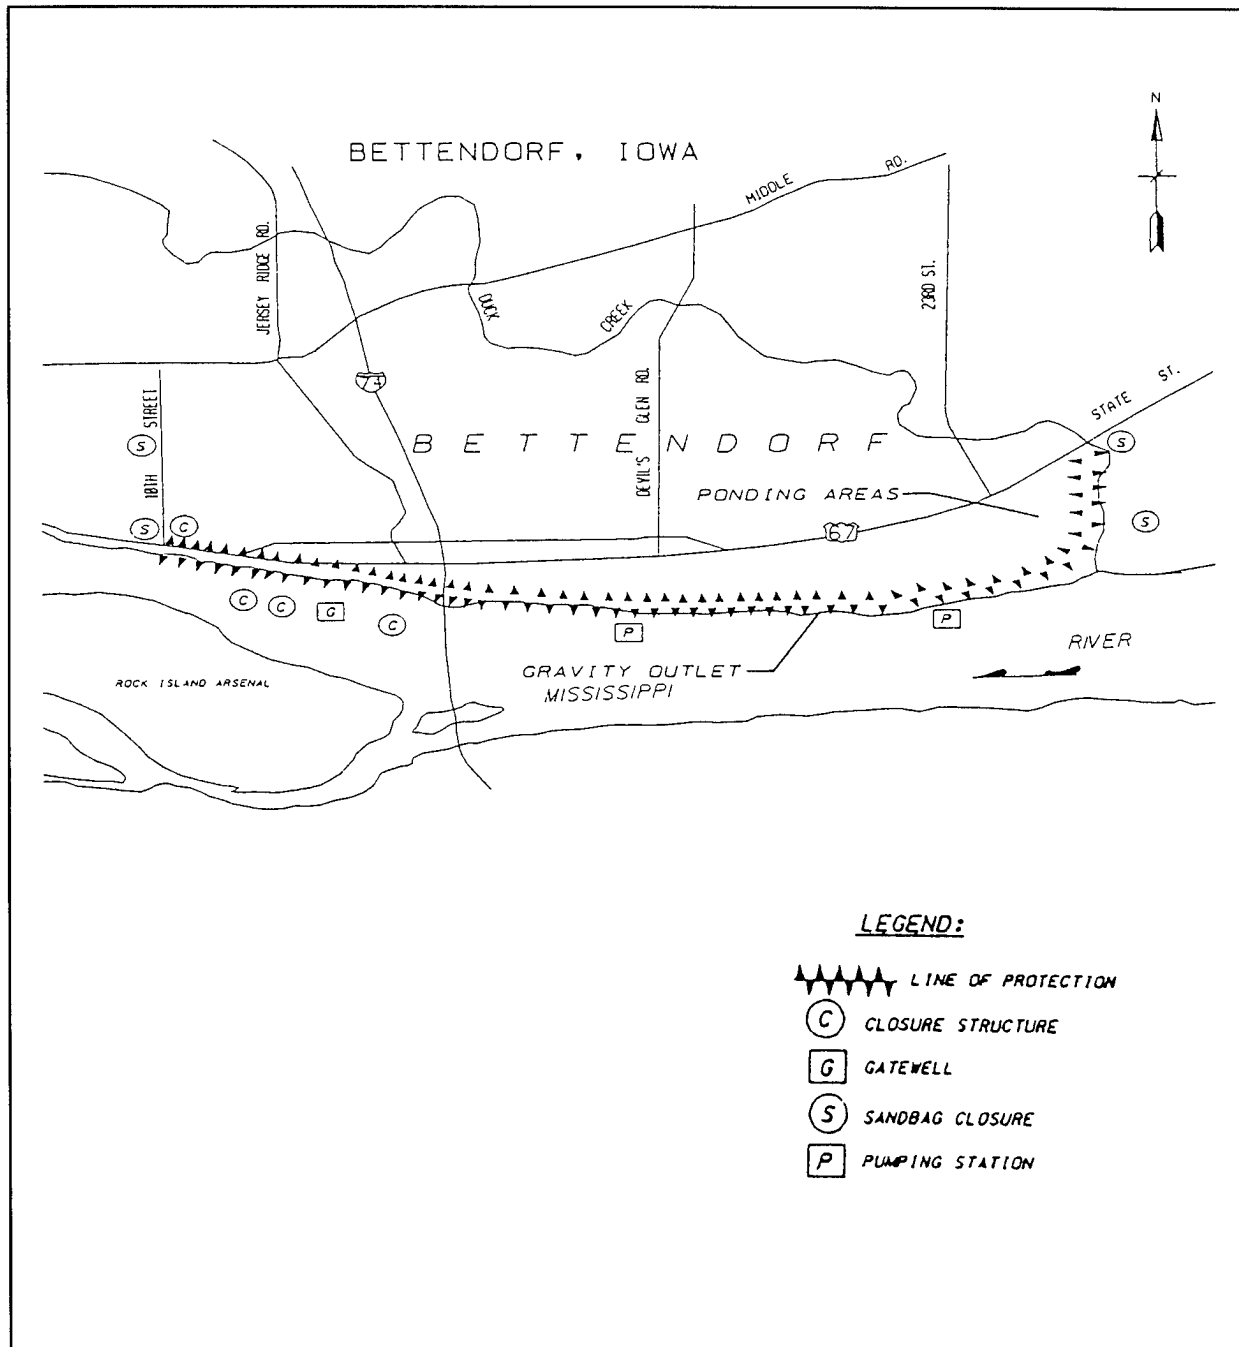 N
BETTENDORF, IOWA
MIDDLE RD.
JERSEY RIDGE RD.
DUCK CREEK
23RD ST.
74
STATE ST.
18TH STREET
S
BETTENDORF
DEVIL'S GLEN RD.
S
PONDING AREAS
S
S
C
67
C
C
G
C
P
P
GRAVITY OUTLET
RIVER
MISSISSIPPI
ROCK ISLAND ARSENAL
LEGEND:
LINE OF PROTECTION
C CLOSURE STRUCTURE
G GATEWELL
S SANDBAG CLOSURE
P PUMPING STATION